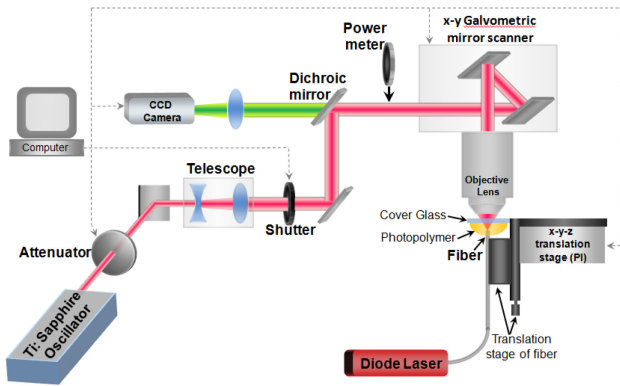 Power
meter
x-y Galvometric
mirror scanner
Dichroic
mirror
CCD
Camera
Computer
Telescope
Objective
Lens
Cover Glass
Photopolymer
Fiber
x-y-z
translation
stage (PI)
Shutter
Attenuator
Ti: Sapphire
Oscillator
Translation
stage of fiber
Diode Laser